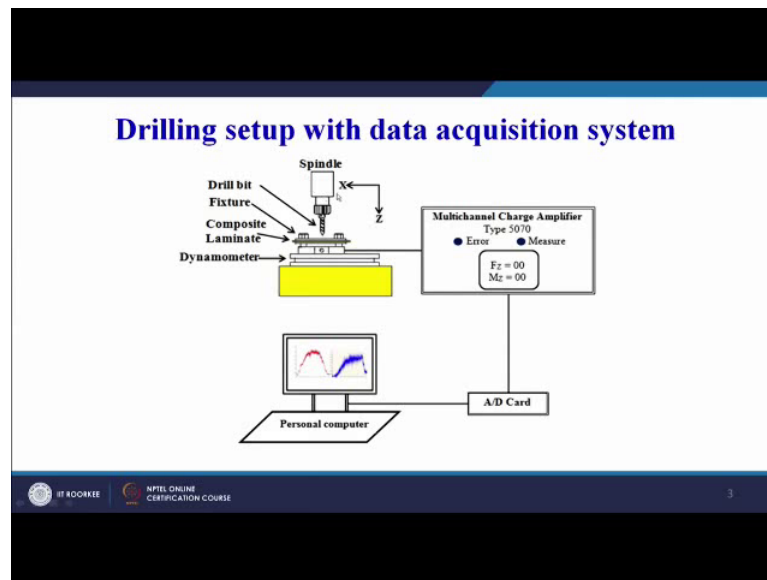 Drilling setup with data acquisition system
Spindle
Drill bit
X
Fixture
Z
Composite
Laminate
Dynamometer
Multichannel Charge Amplifier
Type 5070
Error Measure
Fz = 00
Mz = 00
A/D Card
Personal computer
IIT ROORKEE
NPTEL ONLINE
CERTIFICATION COURSE
3